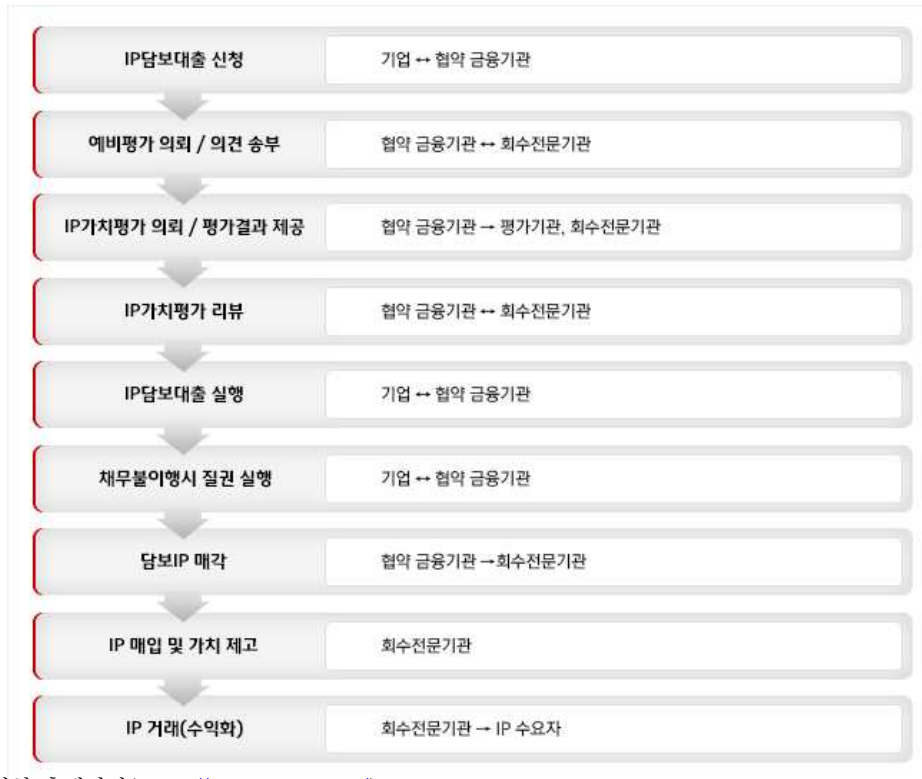 IP담보대출 신청
기업 ↔ 협약 금융기관
예비평가 의뢰 / 의견 송부
협약 금융기관 ↔ 회수전문기관
IP가치평가 의뢰 / 평가결과 제공
협약 금융기관 → 평가기관, 회수전문기관
IP가치평가 리뷰
협약 금융기관 ↔ 회수전문기관
IP담보대출 실행
기업 ↔ 협약 금융기관
채무불이행시 질권 실행
기업 ↔ 협약 금융기관
담보IP 매각
협약 금융기관 →회수전문기관
IP 매입 및 가치 제고
회수전문기관
IP 거래(수익화)
회수전문기관 → IP 수요자